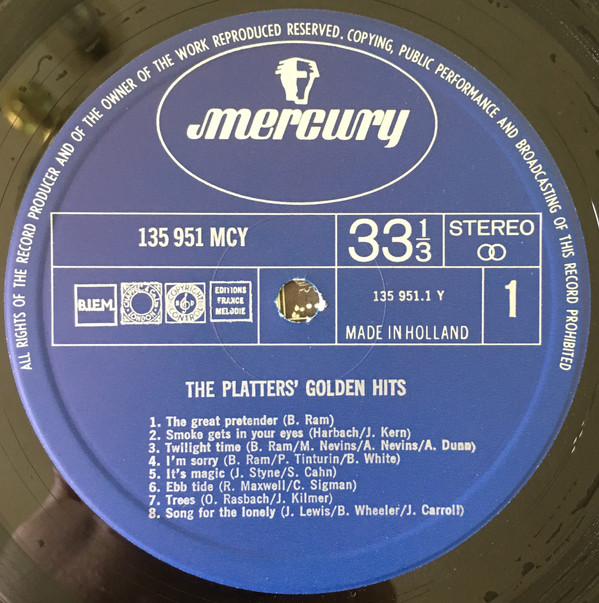 ALL RIGHTS OF THE RECORD PRODUCER AND OF THE OWNER OF THE WORK REPRODUCED RESERVED. COPYING, PUBLIC PERFORMANCE AND BROADCASTING OF THIS RECORD PROHIBITED
mercury
135 951 MCY
33 1/3
STEREO
B.I.E.M.
EDITIONS
FRANCE
MELODIE
135 951.1 Y
1
MADE IN HOLLAND
THE PLATTERS' GOLDEN HITS
1. The great pretender (B. Ram)
2. Smoke gets in your eyes (Harbach/J. Kern)
3. Twilight time (B. Ram/M. Nevins/A. Nevins/A. Dunn)
4. I'm sorry (B. Ram/P. Tinturin/B. White)
5. It's magic (J. Styne/S. Cahn)
6. Ebb tide (R. Maxwell/C. Sigman)
7. Trees (O. Rasbach/J. Kilmer)
8. Song for the lonely (J. Lewis/B. Wheeler/J. Carroll)